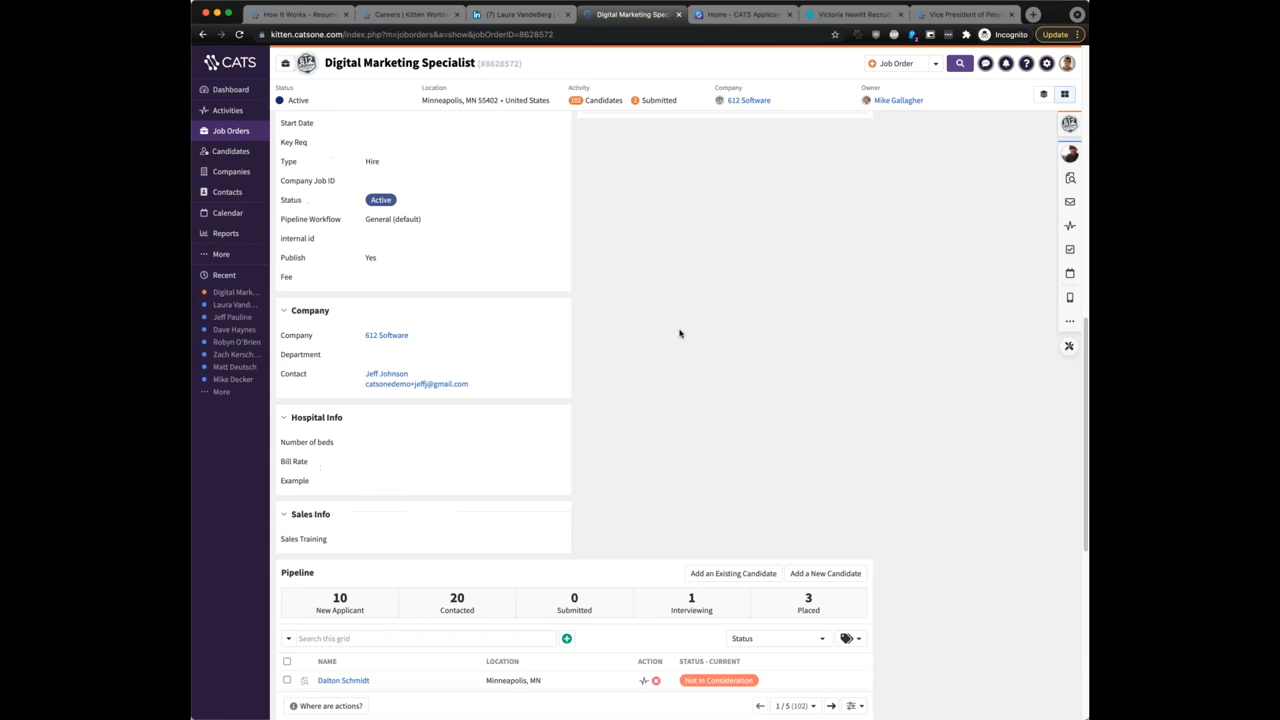 How It Works – Resum
Careers | Kitten World
(7) Laura VandeBerg | L
Digital Marketing Speci
Home – CATS Applican
Victoria Newitt Recruit
Vice President of Peop
kitten.catsone.com/index.php?m=joborders&a=show&jobOrderID=8628572
Incognito
Update
CATS
Digital Marketing Specialist (#8628572)
Job Order
Status
Active
Location
Minneapolis, MN 55402 • United States
Activity
102 Candidates
Submitted
Company
612 Software
Owner
Mike Gallagher
Dashboard
Activities
Job Orders
Candidates
Companies
Contacts
Calendar
Reports
More
Recent
Digital Mark...
Laura Vand...
Jeff Pauline
Dave Haynes
Robyn O'Brien
Zach Kersch...
Matt Deutsch
Mike Decker
More
Start Date
Key Req
Type Hire
Company Job ID
Status Active
Pipeline Workflow General (default)
internal id
Publish Yes
Fee
Company
Company 612 Software
Department
Contact Jeff Johnson
catsonedemo+jeffj@gmail.com
Hospital Info
Number of beds
Bill Rate
Example
Sales Info
Sales Training
Pipeline
Add an Existing Candidate
Add a New Candidate
10 20 0 1 3
New Applicant Contacted Submitted Interviewing Placed
Search this grid
Status
NAME LOCATION ACTION STATUS - CURRENT
Dalton Schmidt Minneapolis, MN Not In Consideration
Where are actions?
1 / 5 (102)